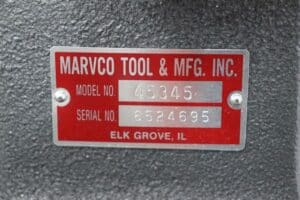 MARVCO TOOL & MFG. INC.
MODEL NO. 45345
SERIAL NO. 6524695
ELK GROVE, IL